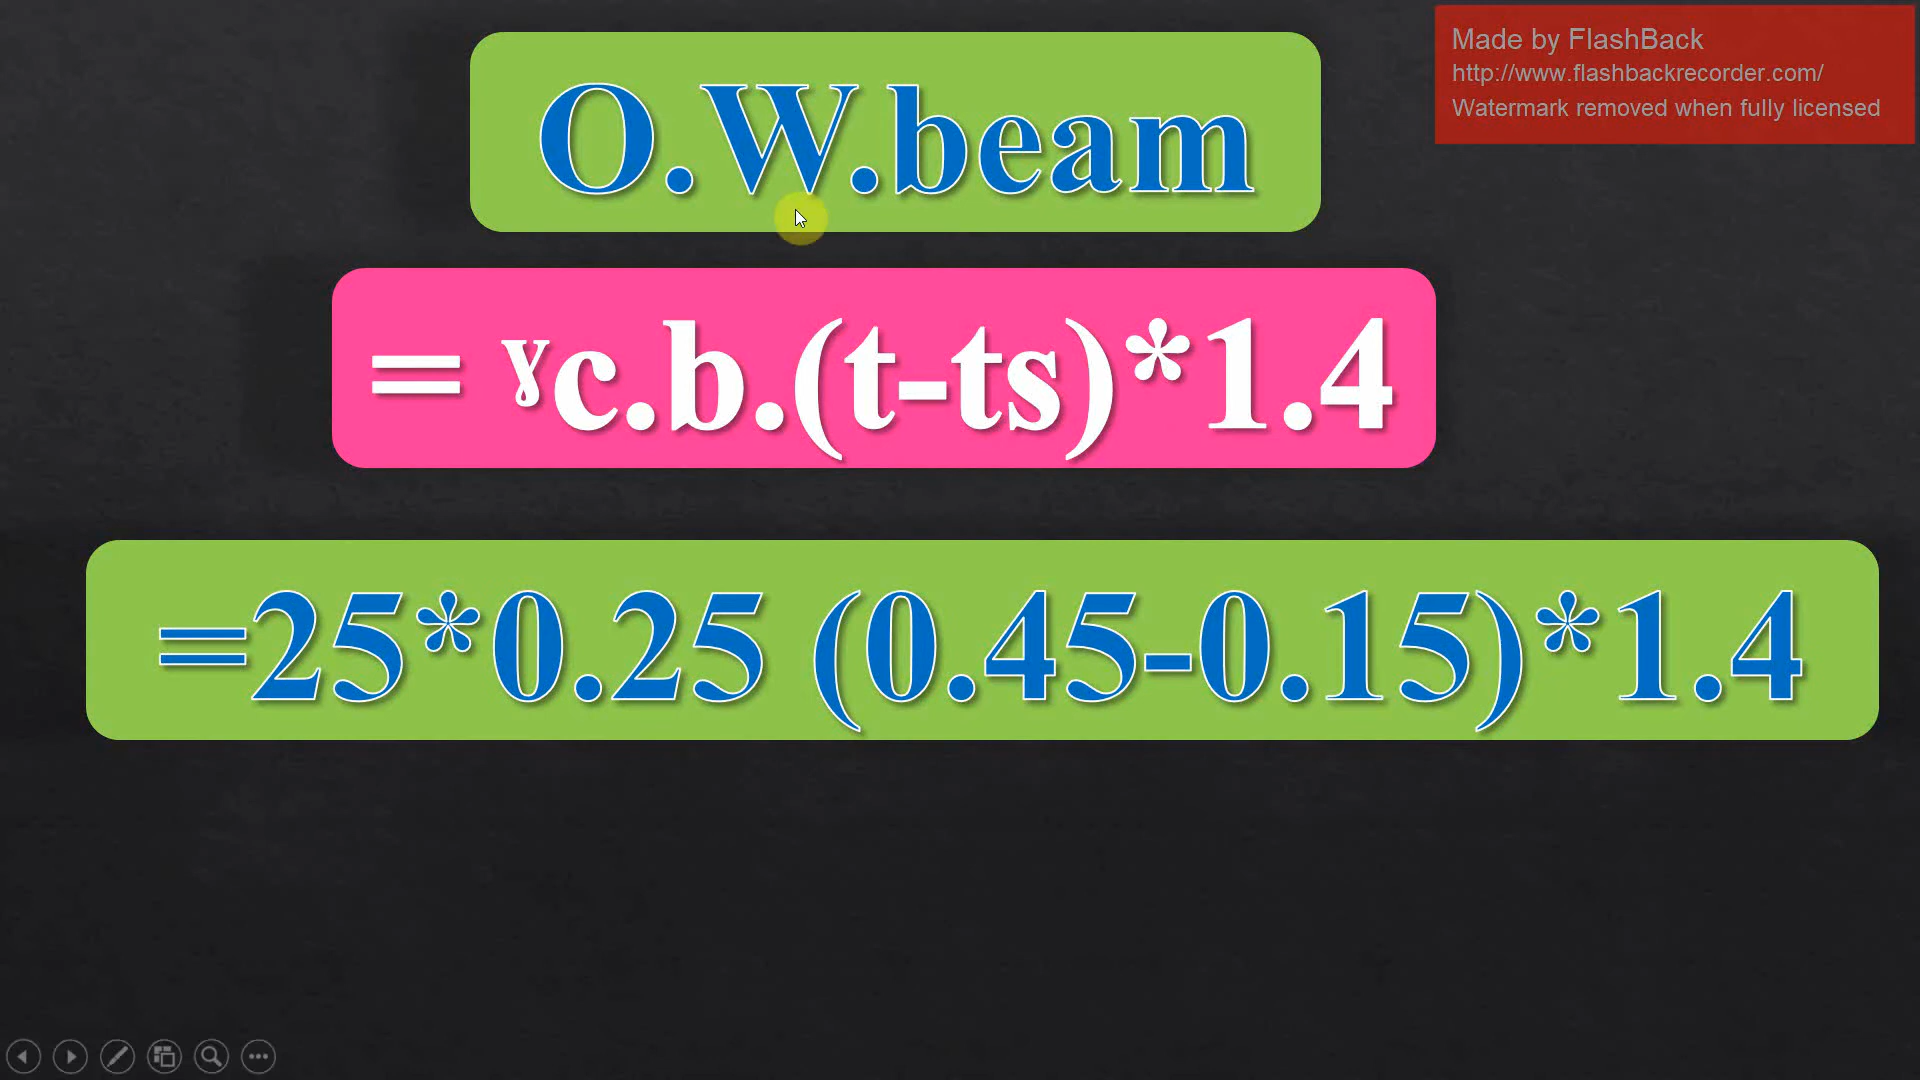 Made by FlashBack
http://www.flashbackrecorder.com/
Watermark removed when fully licensed
O.W.beam
= ɤc.b.(t-ts)*1.4
=25*0.25 (0.45-0.15)*1.4